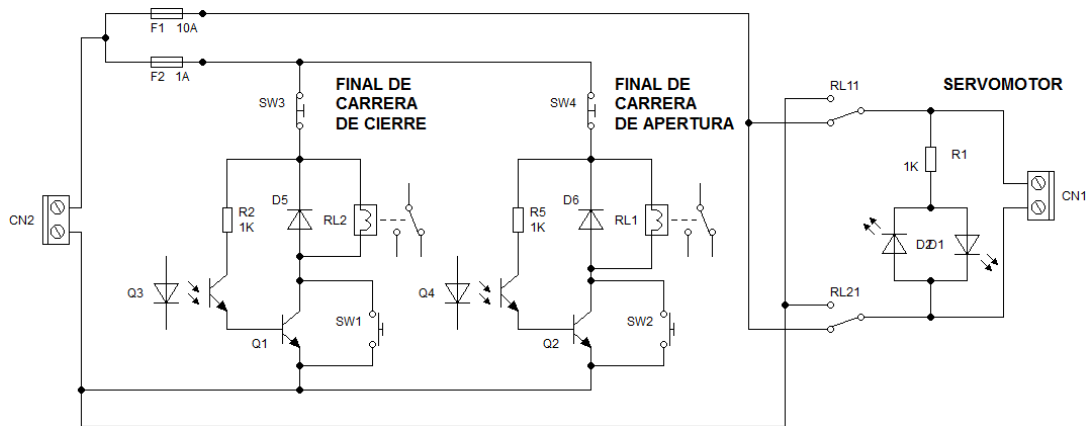 F1 10A
F2 1A
SW3
FINAL DE
CARRERA
DE CIERRE
SW4
FINAL DE
CARRERA
DE APERTURA
SERVOMOTOR
RL11
R1
1K
CN1
CN2
R2
1K
D5
RL2
R5
1K
D6
RL1
D2
D1
Q3
Q1
SW1
Q4
Q2
SW2
RL21